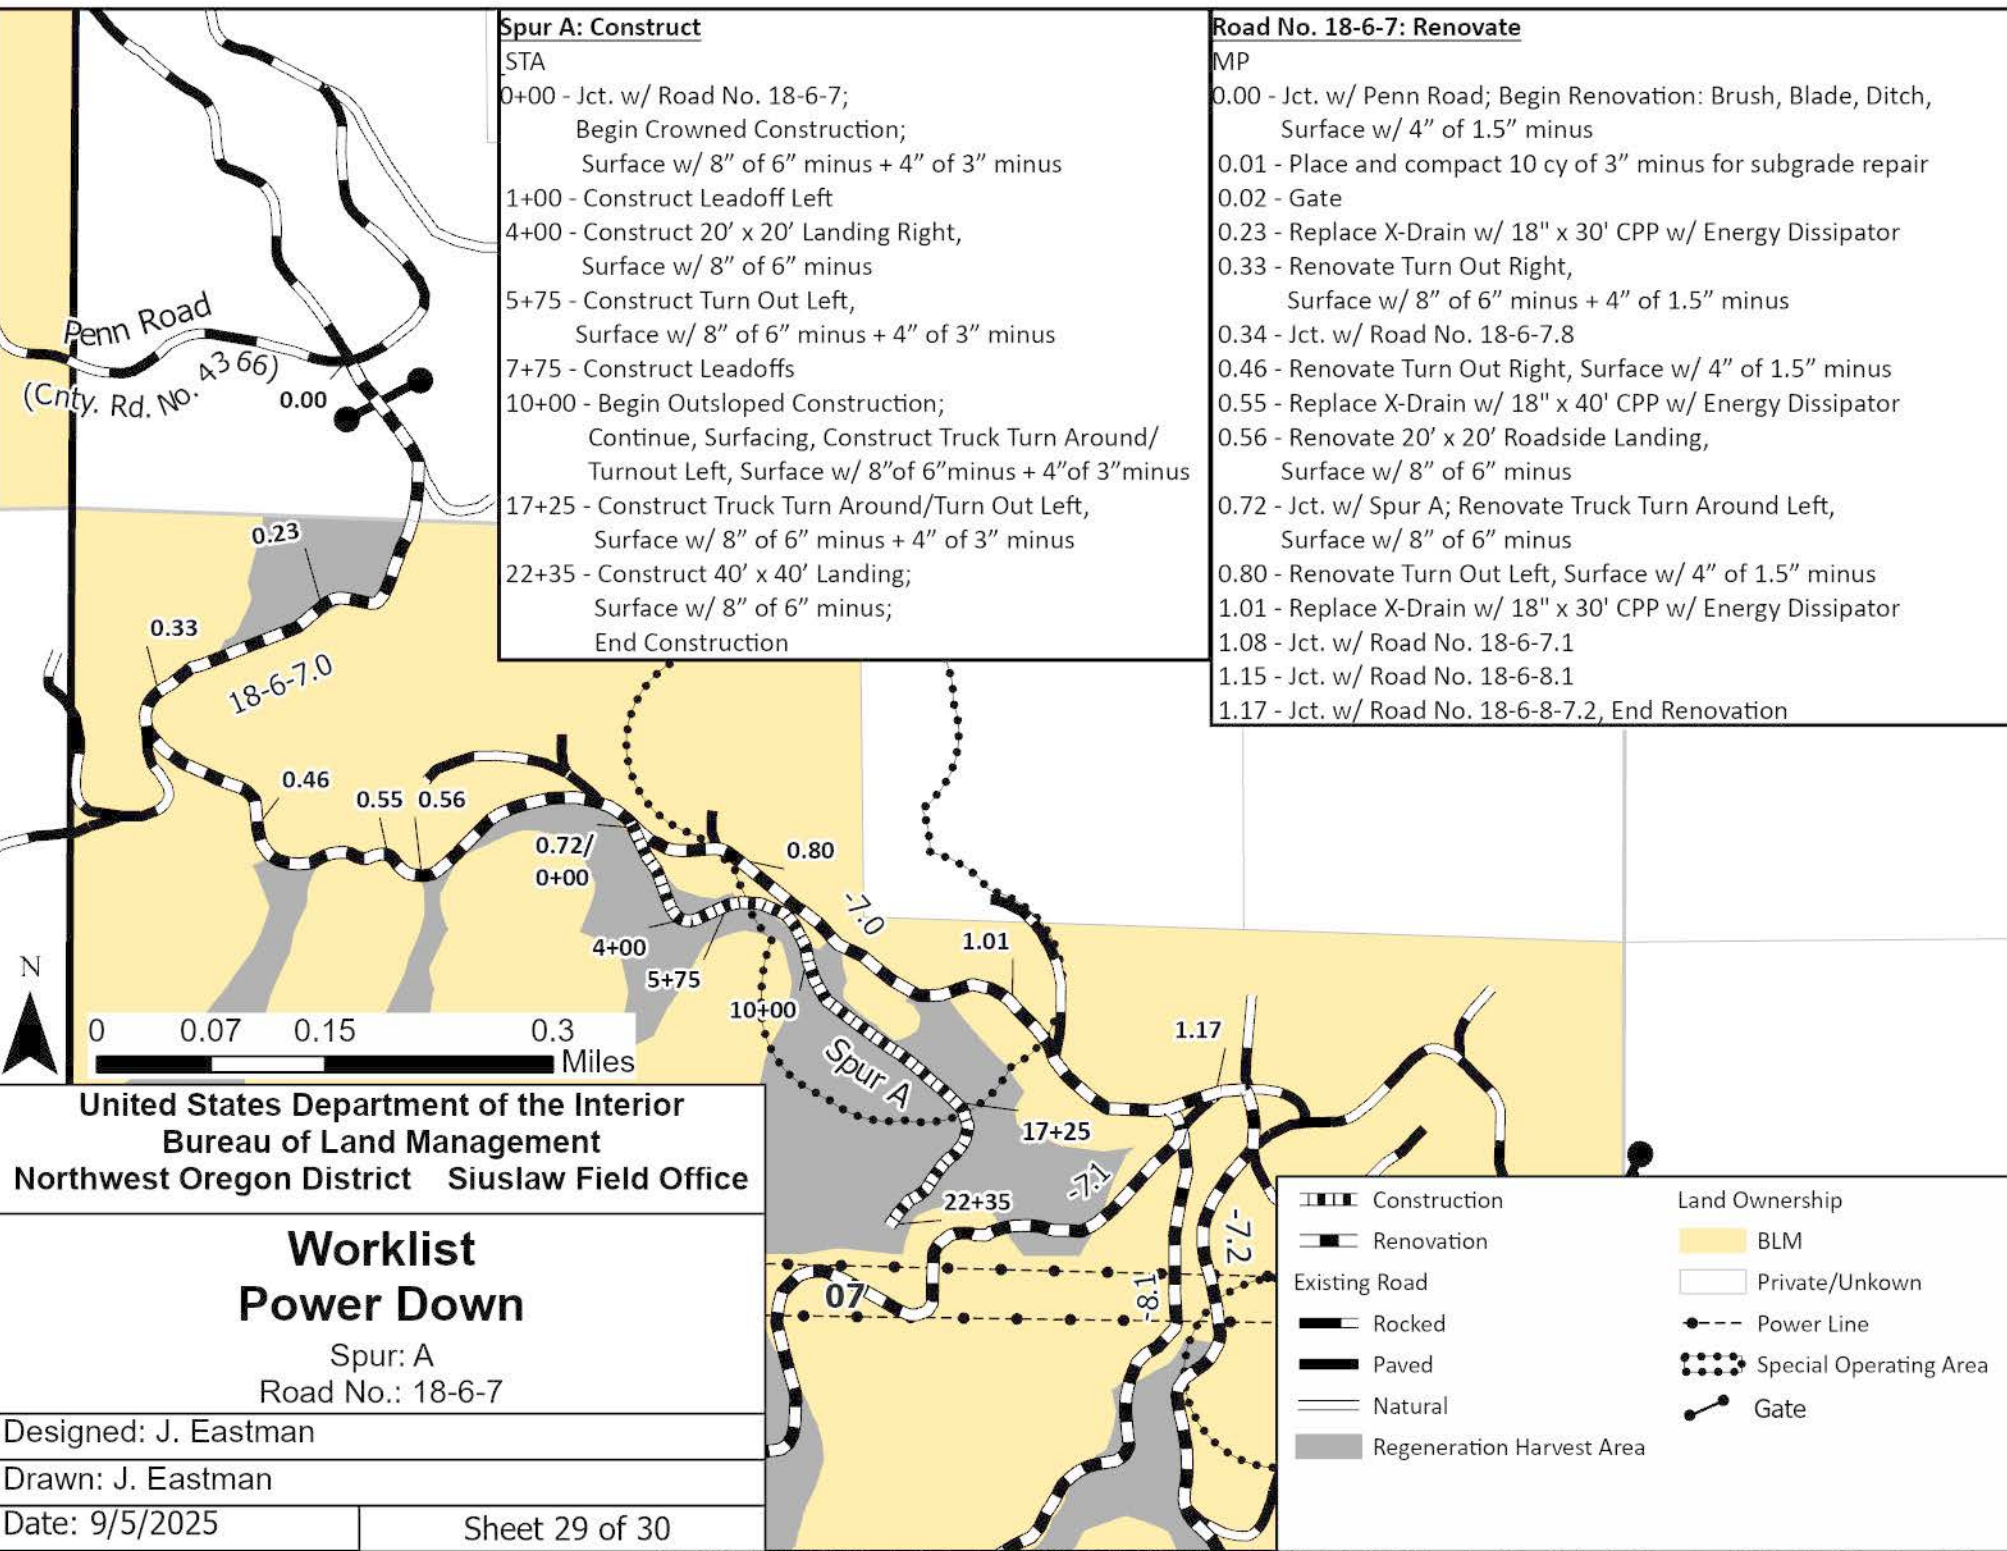 Spur A: Construct
STA
0+00 - Jct. w/ Road No. 18-6-7;
Begin Crowned Construction;
Surface w/ 8” of 6” minus + 4” of 3” minus
1+00 - Construct Leadoff Left
4+00 - Construct 20’ x 20’ Landing Right,
Surface w/ 8” of 6” minus
5+75 - Construct Turn Out Left,
Surface w/ 8” of 6” minus + 4” of 3” minus
7+75 - Construct Leadoffs
10+00 - Begin Outsloped Construction;
Continue, Surfacing, Construct Truck Turn Around/
Turnout Left, Surface w/ 8”of 6”minus + 4”of 3”minus
17+25 - Construct Truck Turn Around/Turn Out Left,
Surface w/ 8” of 6” minus + 4” of 3” minus
22+35 - Construct 40’ x 40’ Landing;
Surface w/ 8” of 6” minus;
End Construction
Road No. 18-6-7: Renovate
MP
0.00 - Jct. w/ Penn Road; Begin Renovation: Brush, Blade, Ditch,
Surface w/ 4” of 1.5” minus
0.01 - Place and compact 10 cy of 3” minus for subgrade repair
0.02 - Gate
0.23 - Replace X-Drain w/ 18" x 30' CPP w/ Energy Dissipator
0.33 - Renovate Turn Out Right,
Surface w/ 8” of 6” minus + 4” of 1.5” minus
0.34 - Jct. w/ Road No. 18-6-7.8
0.46 - Renovate Turn Out Right, Surface w/ 4” of 1.5” minus
0.55 - Replace X-Drain w/ 18" x 40' CPP w/ Energy Dissipator
0.56 - Renovate 20’ x 20’ Roadside Landing,
Surface w/ 8” of 6” minus
0.72 - Jct. w/ Spur A; Renovate Truck Turn Around Left,
Surface w/ 8” of 6” minus
0.80 - Renovate Turn Out Left, Surface w/ 4” of 1.5” minus
1.01 - Replace X-Drain w/ 18" x 30' CPP w/ Energy Dissipator
1.08 - Jct. w/ Road No. 18-6-7.1
1.15 - Jct. w/ Road No. 18-6-8.1
1.17 - Jct. w/ Road No. 18-6-8-7.2, End Renovation
Penn Road
(Cnty. Rd. No. 43 66)
0.00
0.23
0.33
18-6-7.0
0.46
0.55
0.56
0.72/
0+00
0.80
-7.0
4+00
5+75
1.01
10+00
1.17
Spur A
17+25
-7.1
22+35
-7.2
-8.1
07
N
0 0.07 0.15 0.3
Miles
United States Department of the Interior
Bureau of Land Management
Northwest Oregon District Siuslaw Field Office
Worklist
Power Down
Spur: A
Road No.: 18-6-7
Designed: J. Eastman
Drawn: J. Eastman
Date: 9/5/2025
Sheet 29 of 30
Construction
Renovation
Existing Road
Rocked
Paved
Natural
Regeneration Harvest Area
Land Ownership
BLM
Private/Unkown
Power Line
Special Operating Area
Gate